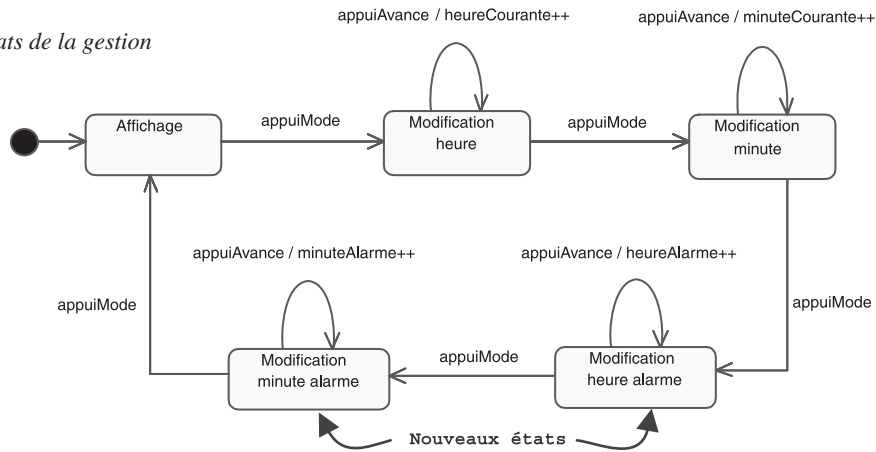 appuiAvance / heureCourante++
appuiAvance / minuteCourante++
ats de la gestion
Affichage
appuiMode
Modification
heure
appuiMode
Modification
minute
appuiAvance / minuteAlarme++
appuiAvance / heureAlarme++
appuiMode
appuiMode
Modification
minute alarme
appuiMode
Modification
heure alarme
Nouveaux états